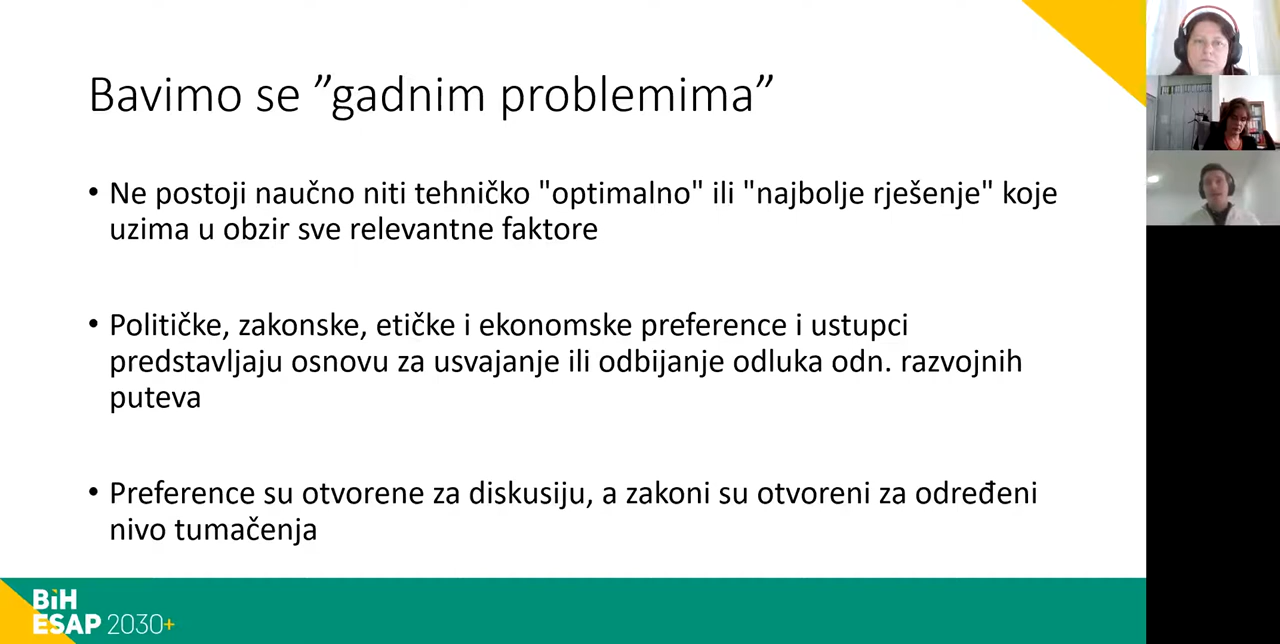 Bavimo se ”gadnim problemima”
• Ne postoji naučno niti tehničko "optimalno" ili "najbolje rješenje" koje
uzima u obzir sve relevantne faktore
• Političke, zakonske, etičke i ekonomske preference i ustupci
predstavljaju osnovu za usvajanje ili odbijanje odluka odn. razvojnih
puteva
• Preference su otvorene za diskusiju, a zakoni su otvoreni za određeni
nivo tumačenja
BiH
ESAP 2030+